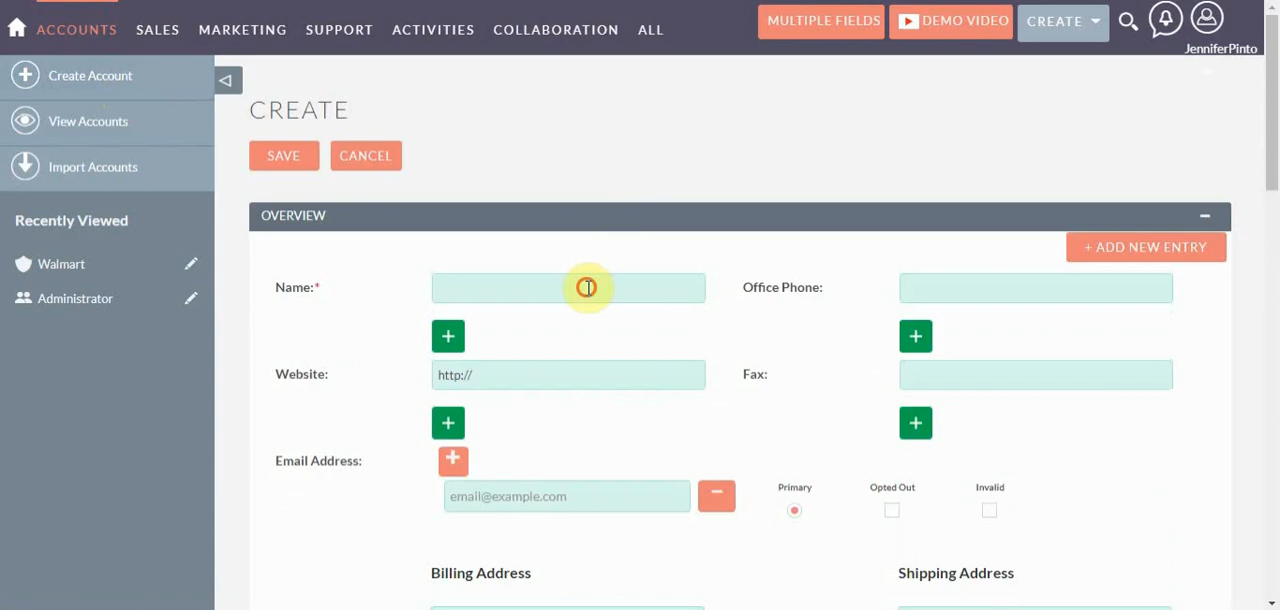 ACCOUNTS SALES MARKETING SUPPORT ACTIVITIES COLLABORATION ALL MULTIPLE FIELDS DEMO VIDEO CREATE
JenniferPinto
Create Account
View Accounts
Import Accounts
Recently Viewed
Walmart
Administrator
CREATE
SAVE CANCEL
OVERVIEW
+ ADD NEW ENTRY
Name:* Office Phone:
Website: http:// Fax:
Email Address:
email@example.com
Primary Opted Out Invalid
Billing Address Shipping Address